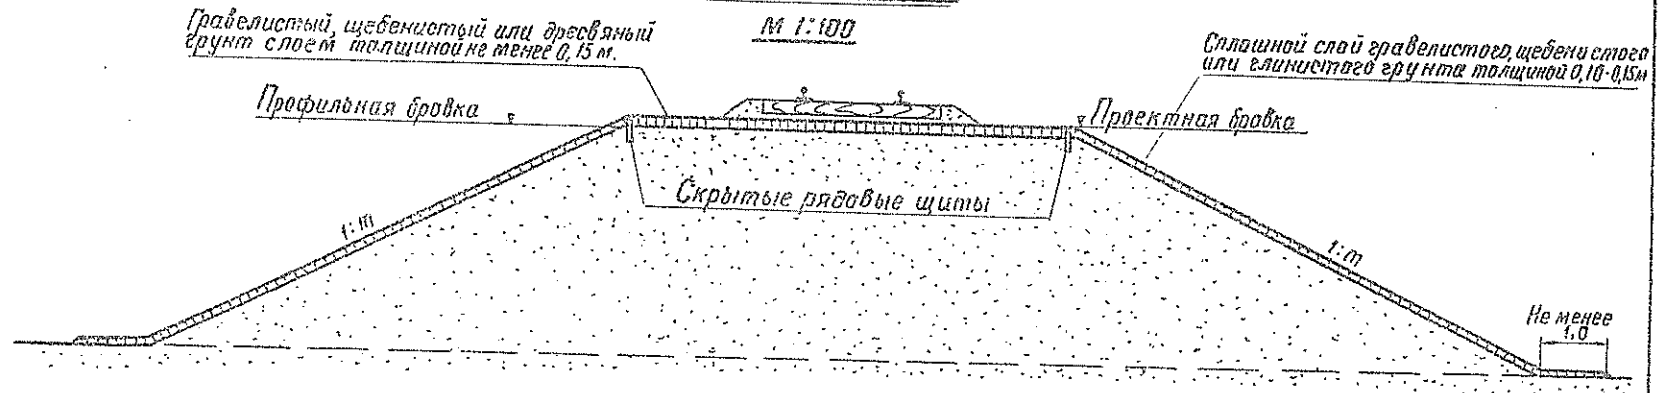 М 1:100
Гравелистый, щебенистый или дресвяный
грунт слоем толщиной не менее 0,15 м.
Сплошной слой гравелистого, щебенистого
или глинистого грунта толщиной 0,10-0,15м
Профильная бровка
Проектная бровка
Скрытые рядовые щиты
1:m
1:m
Не менее
1,0